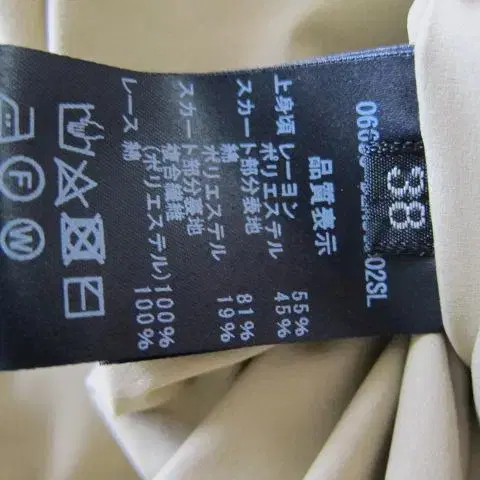 02SL
38
品質表示
上身頃 レーヨン 55%
ポリエステル 45%
スカート部分表地
綿 81%
ポリエステル 19%
スカート部分裏地
複合繊維
(ポリエステル)100%
レース 綿 100%
F
W